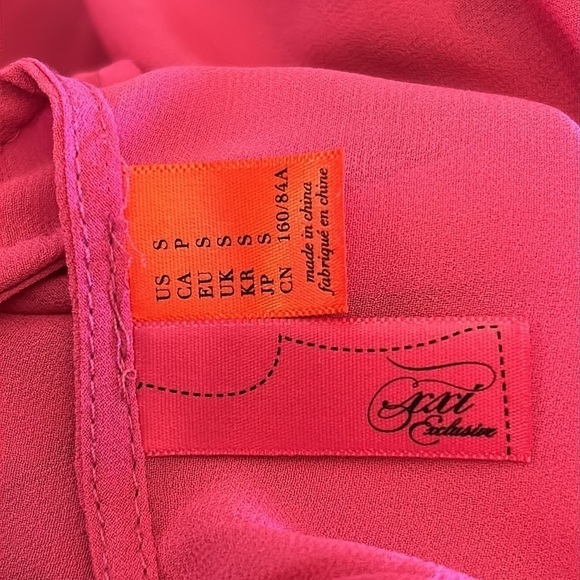 US S
CA P
EU S
UK S
KR S
JP S
CN 160/84A
made in china
fabriqué en chine
xxi
Exclusive